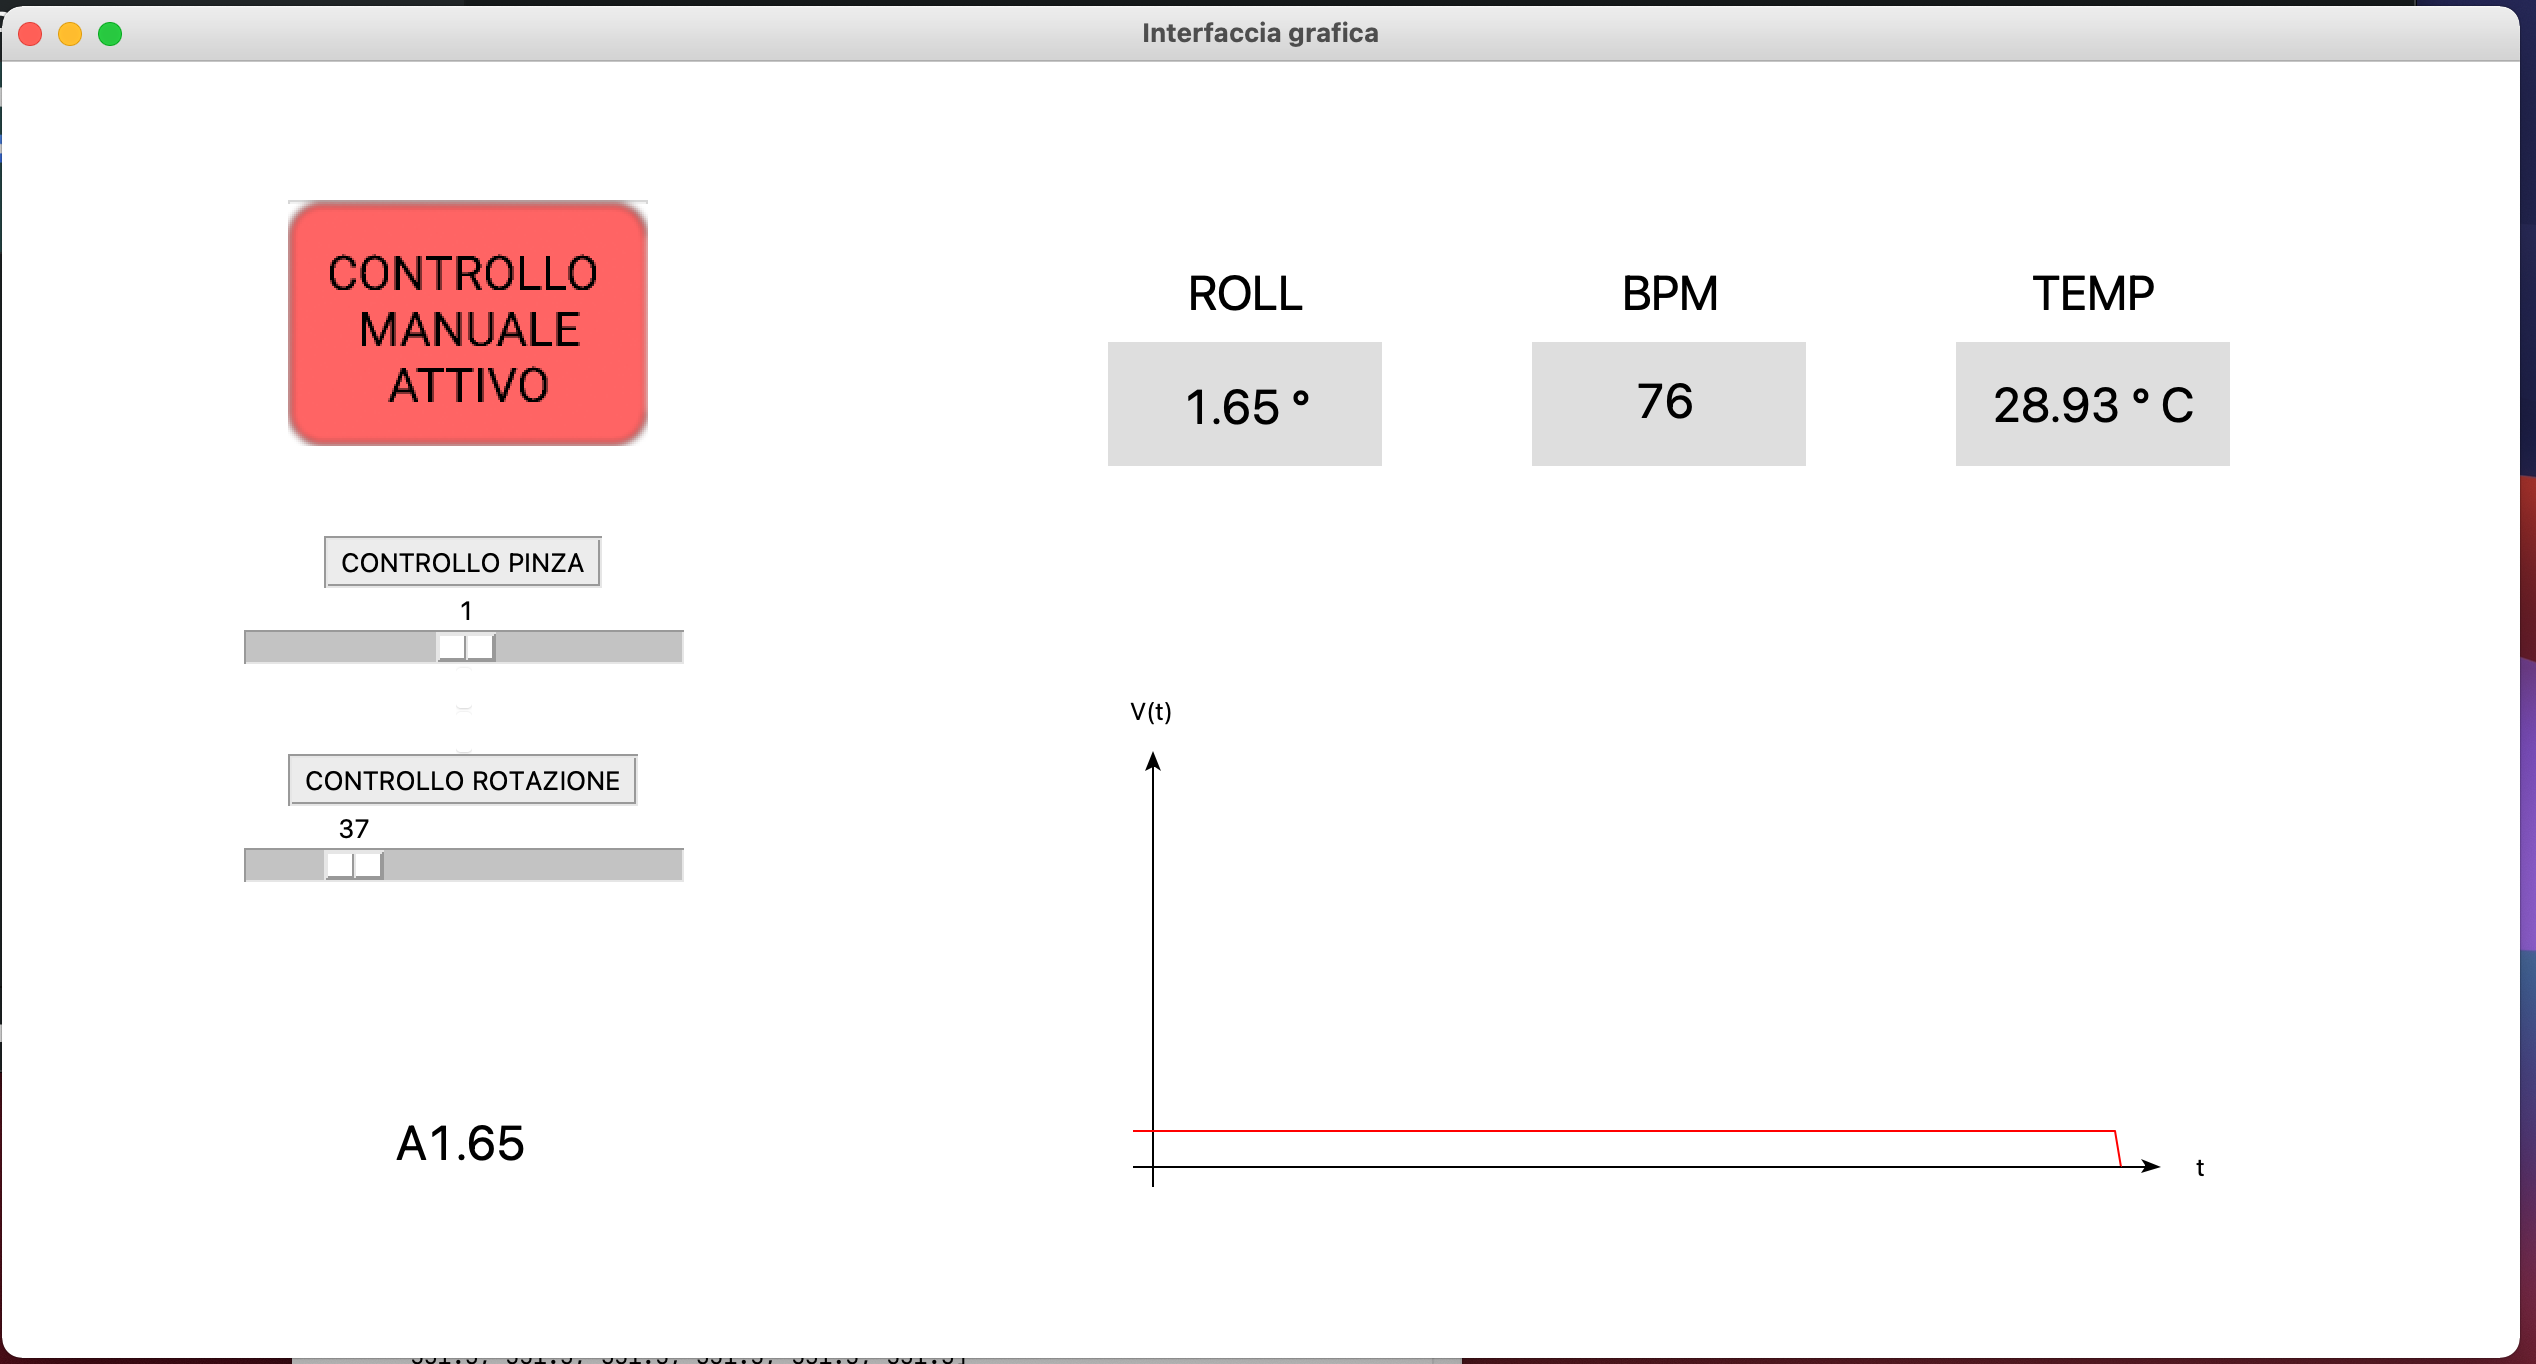 Interfaccia grafica
CONTROLLO
MANUALE
ATTIVO
ROLL
BPM
TEMP
1.65 °
76
28.93 ° C
CONTROLLO PINZA
1
CONTROLLO ROTAZIONE
37
V(t)
t
A1.65